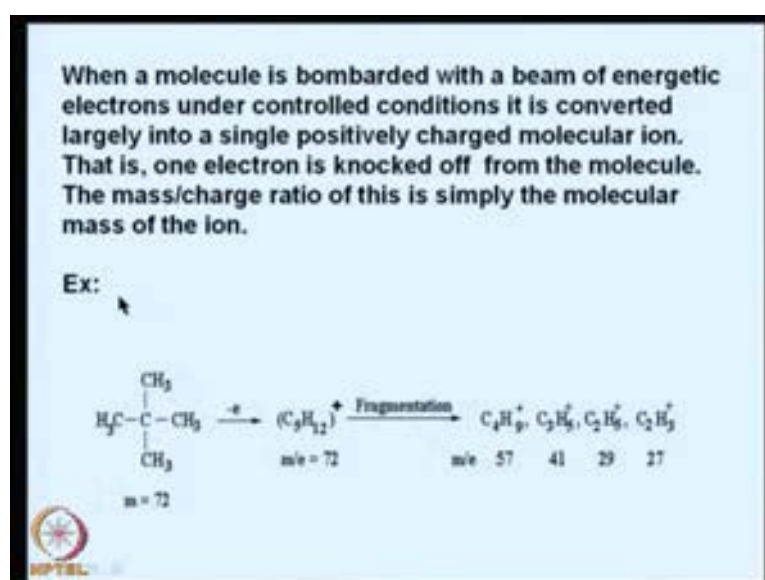 When a molecule is bombarded with a beam of energetic
electrons under controlled conditions it is converted
largely into a single positively charged molecular ion.
That is, one electron is knocked off from the molecule.
The mass/charge ratio of this is simply the molecular
mass of the ion.
Ex:
CH₃
H₃C-C-CH₃ -e (C₅H₁₂)⁺ Fragmentation C₄H₉⁺, C₃H₅⁺, C₂H₅⁺, C₂H₃⁺
CH₃ m/e = 72 m/e 57 41 29 27
m = 72
NPTEL